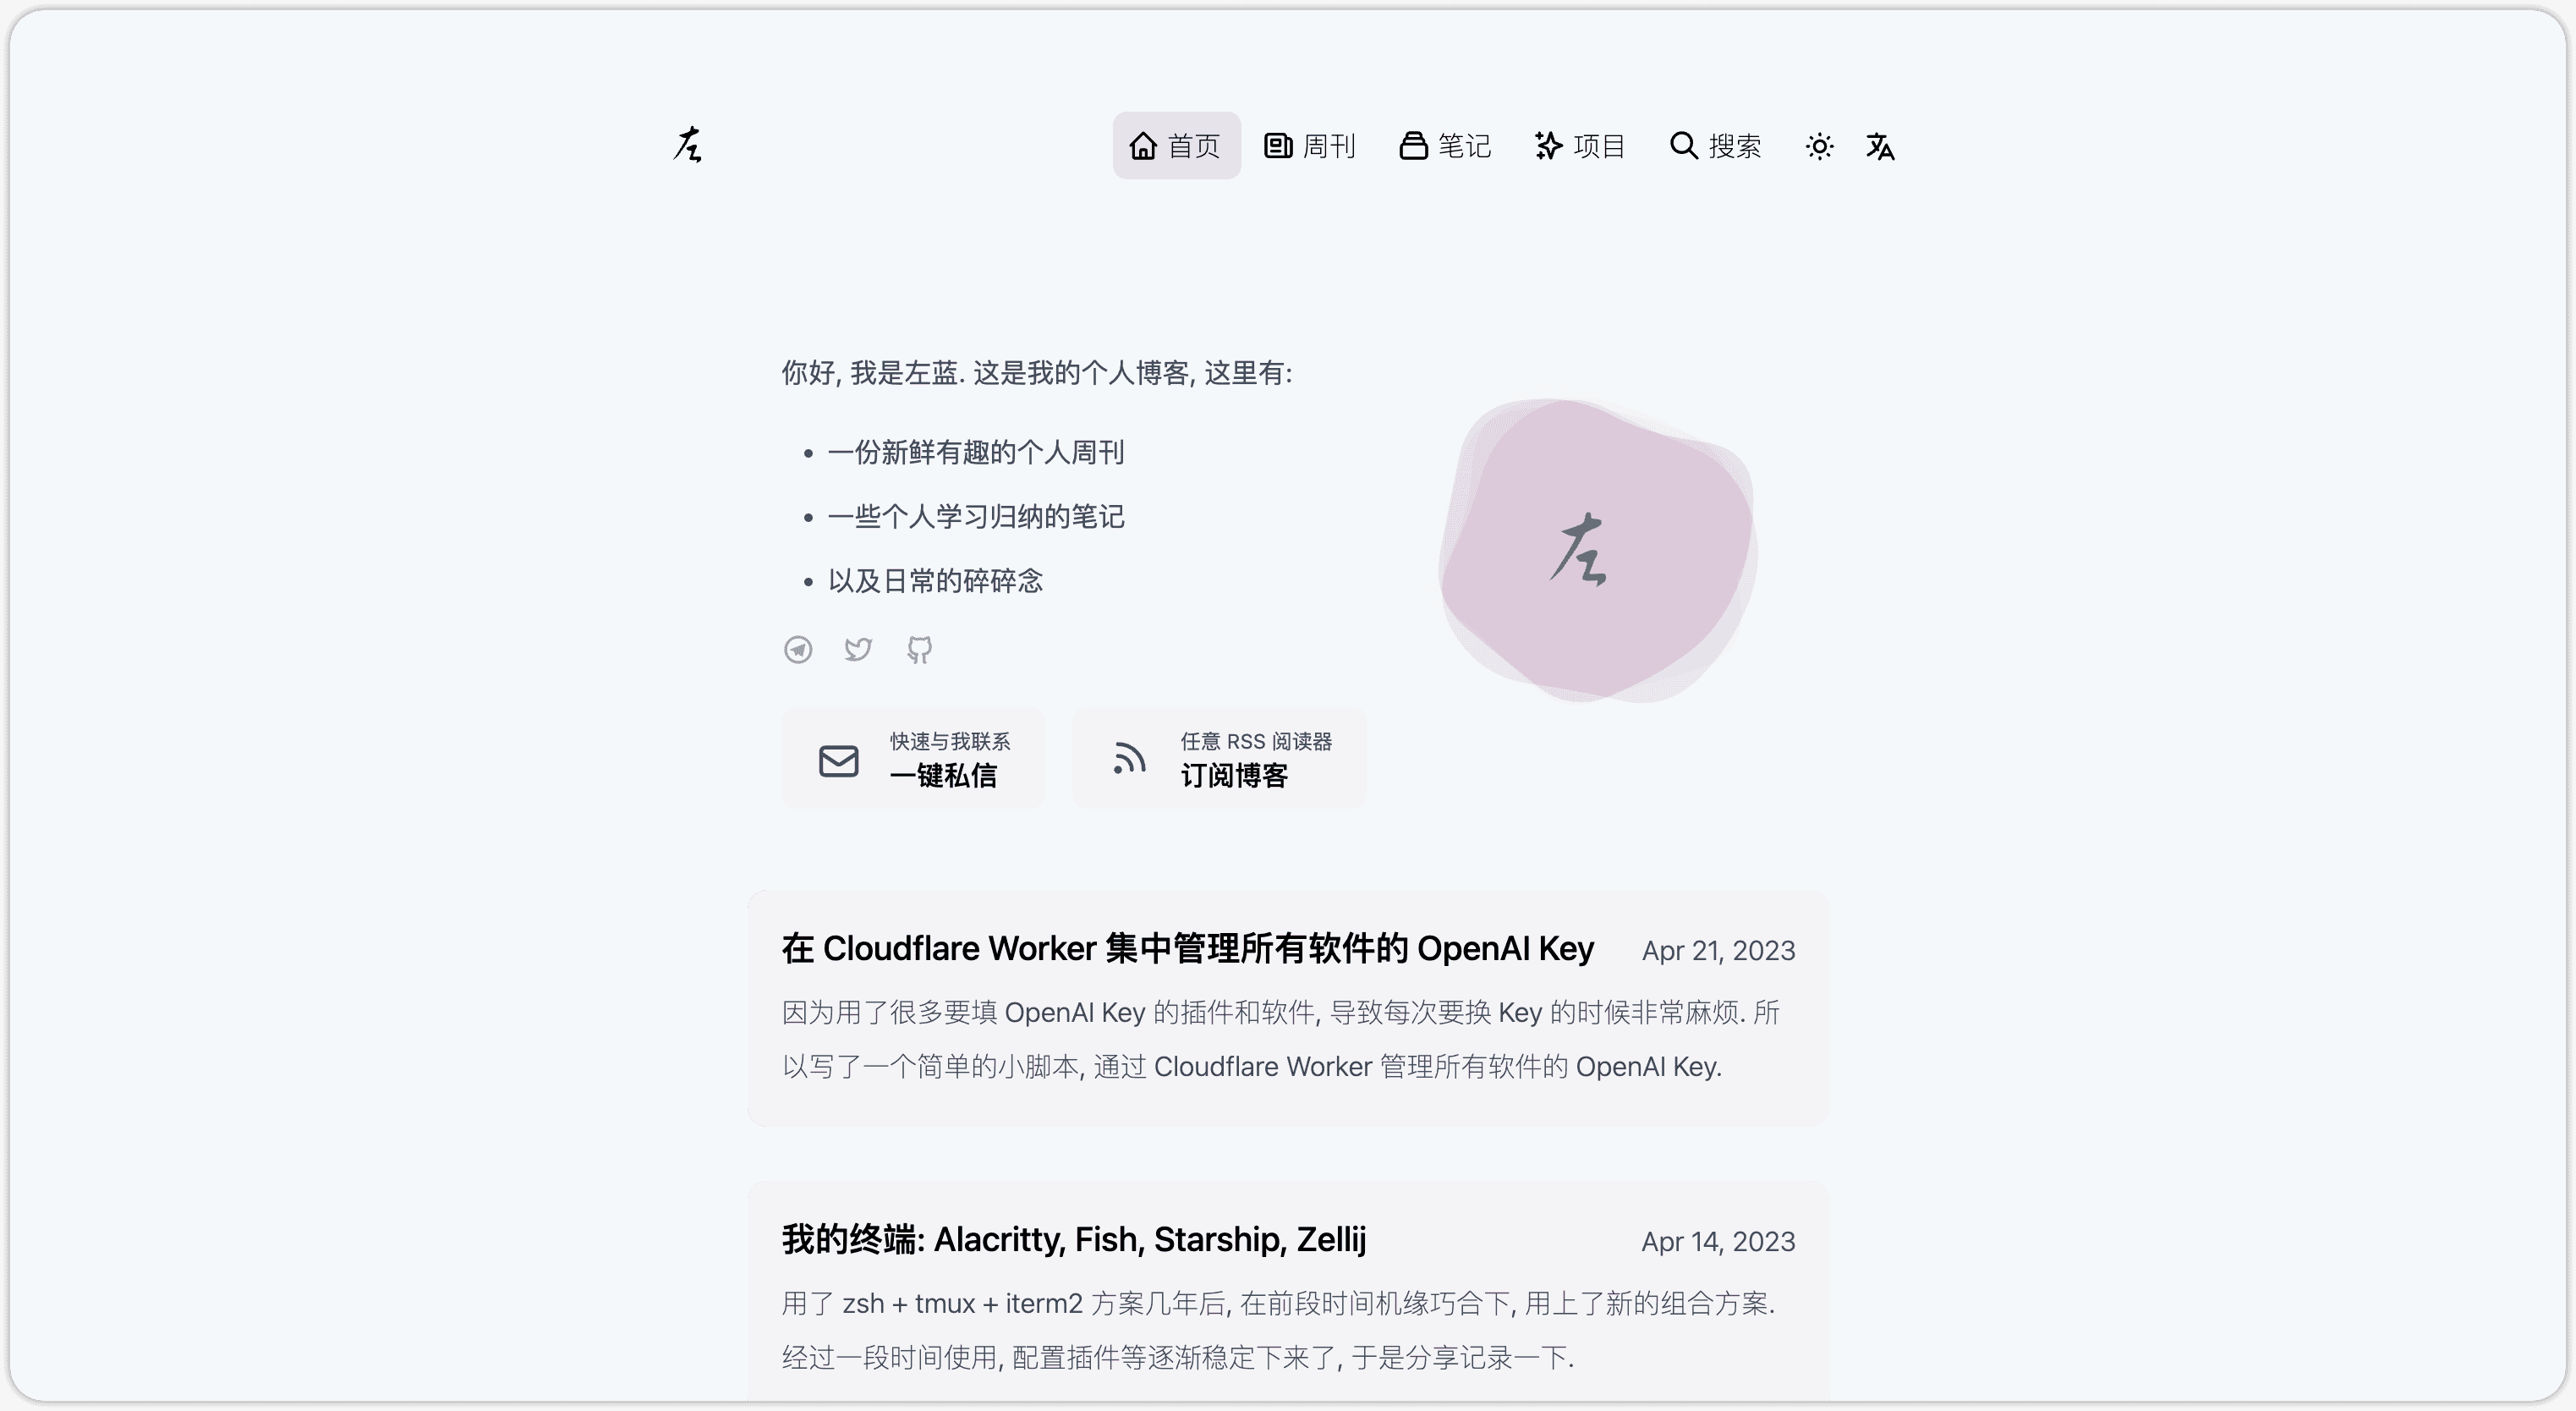 左
首页 周刊 笔记 项目 搜索
你好, 我是左蓝. 这是我的个人博客, 这里有:
一份新鲜有趣的个人周刊
一些个人学习归纳的笔记
以及日常的碎碎念
左
快速与我联系
一键私信
任意 RSS 阅读器
订阅博客
在 Cloudflare Worker 集中管理所有软件的 OpenAI Key
Apr 21, 2023
因为用了很多要填 OpenAI Key 的插件和软件, 导致每次要换 Key 的时候非常麻烦. 所
以写了一个简单的小脚本, 通过 Cloudflare Worker 管理所有软件的 OpenAI Key.
我的终端: Alacritty, Fish, Starship, Zellij
Apr 14, 2023
用了 zsh + tmux + iterm2 方案几年后, 在前段时间机缘巧合下, 用上了新的组合方案.
经过一段时间使用, 配置插件等逐渐稳定下来了, 于是分享记录一下.